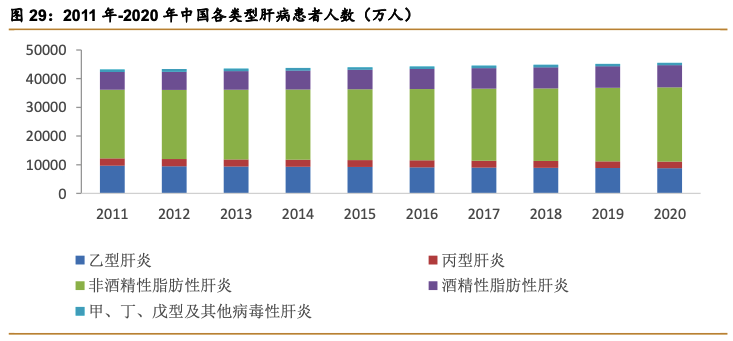 图 29：2011 年-2020 年中国各类型肝病患者人数（万人）
50000
40000
30000
20000
10000
0
2011 2012 2013 2014 2015 2016 2017 2018 2019 2020
乙型肝炎 丙型肝炎
非酒精性脂肪性肝炎 酒精性脂肪性肝炎
甲、丁、戊型及其他病毒性肝炎